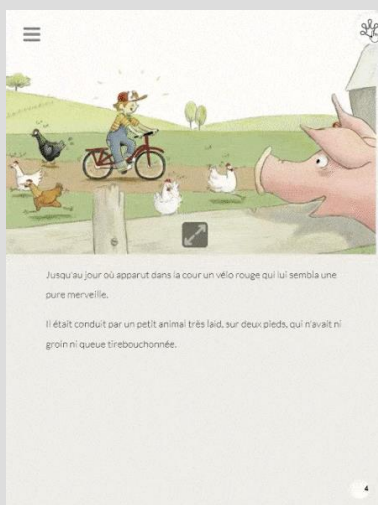 Jusqu'au jour où apparut dans la cour un vélo rouge qui lui sembla une
pure merveille.
Il était conduit par un petit animal très laid, sur deux pieds, qui n'avait ni
groin ni queue tirebouchonnée.
4